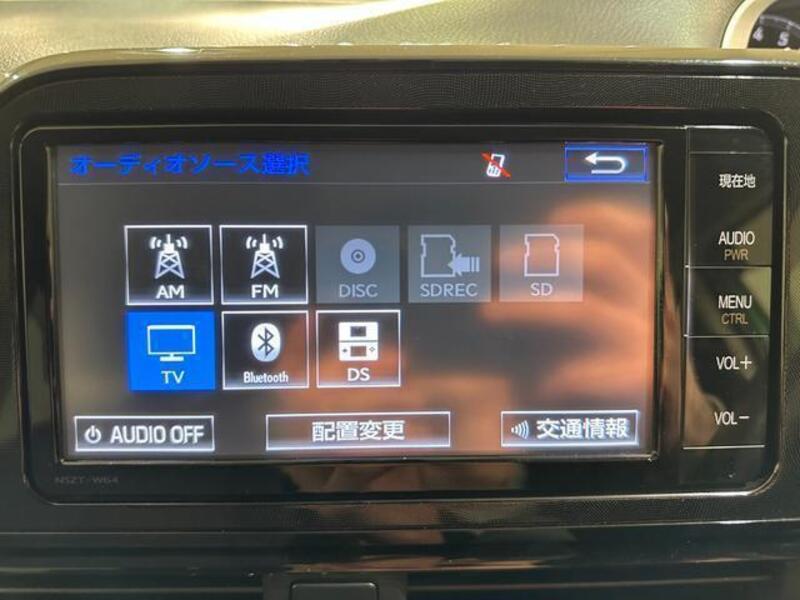 オーディオソース選択
AM
FM
DISC
SDREC
SD
TV
Bluetooth
DS
AUDIO OFF
配置変更
交通情報
現在地
AUDIO
PWR
MENU
CTRL
VOL+
VOL-
NSZT-W64